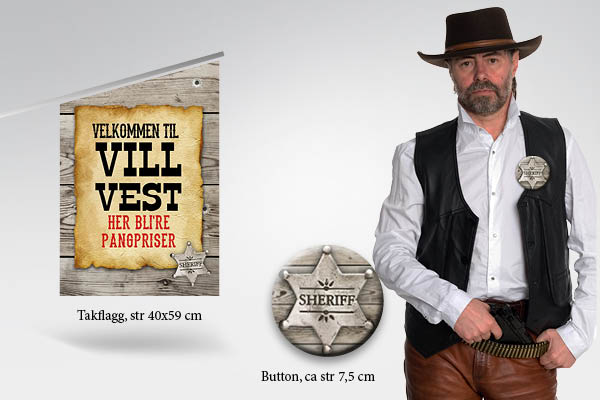 VELKOMMEN TIL
VILL
VEST
HER BLI'RE
PANGPRISER
SHERIFF
Takflagg, str 40x59 cm
SHERIFF
Button, ca str 7,5 cm
SHERIFF